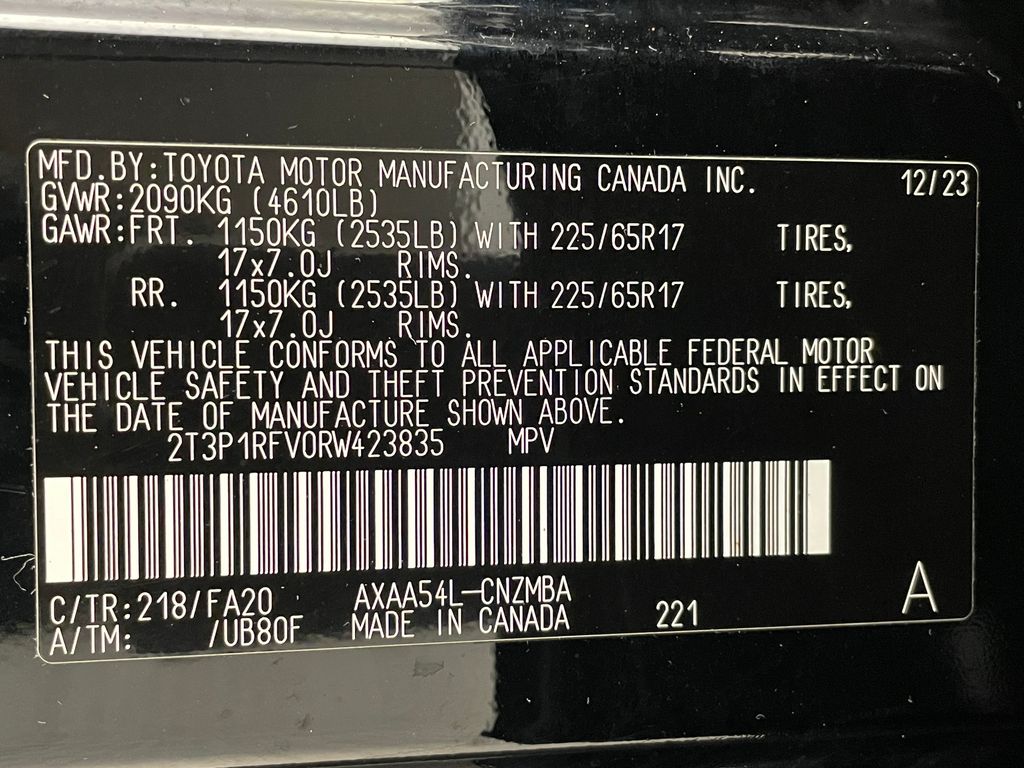 MFD.BY:TOYOTA MOTOR MANUFACTURING CANADA INC. 12/23
GVWR:2090KG (4610LB)
GAWR:FRT. 1150KG (2535LB) WITH 225/65R17 TIRES,
17x7.0J RIMS.
RR. 1150KG (2535LB) WITH 225/65R17 TIRES,
17x7.0J RIMS.
THIS VEHICLE CONFORMS TO ALL APPLICABLE FEDERAL MOTOR
VEHICLE SAFETY AND THEFT PREVENTION STANDARDS IN EFFECT ON
THE DATE OF MANUFACTURE SHOWN ABOVE.
2T3P1RFV0RW423835 MPV
C/TR:218/FA20 AXAA54L-CNZMBA
A/TM: /UB80F MADE IN CANADA 221 A